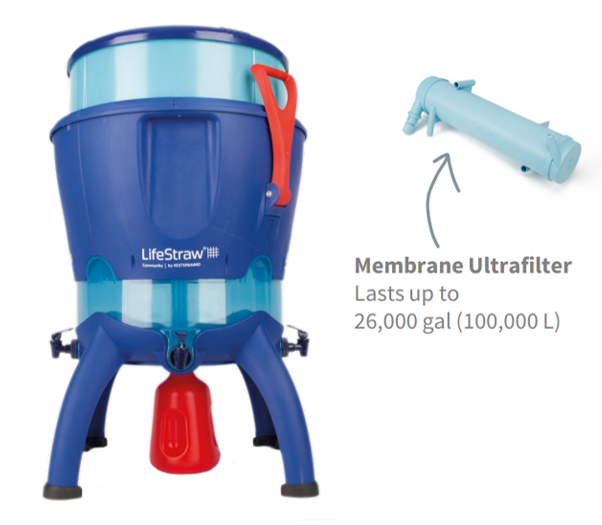 LifeStraw®
Community | by VESTERGAARD
Membrane Ultrafilter
Lasts up to
26,000 gal (100,000 L)